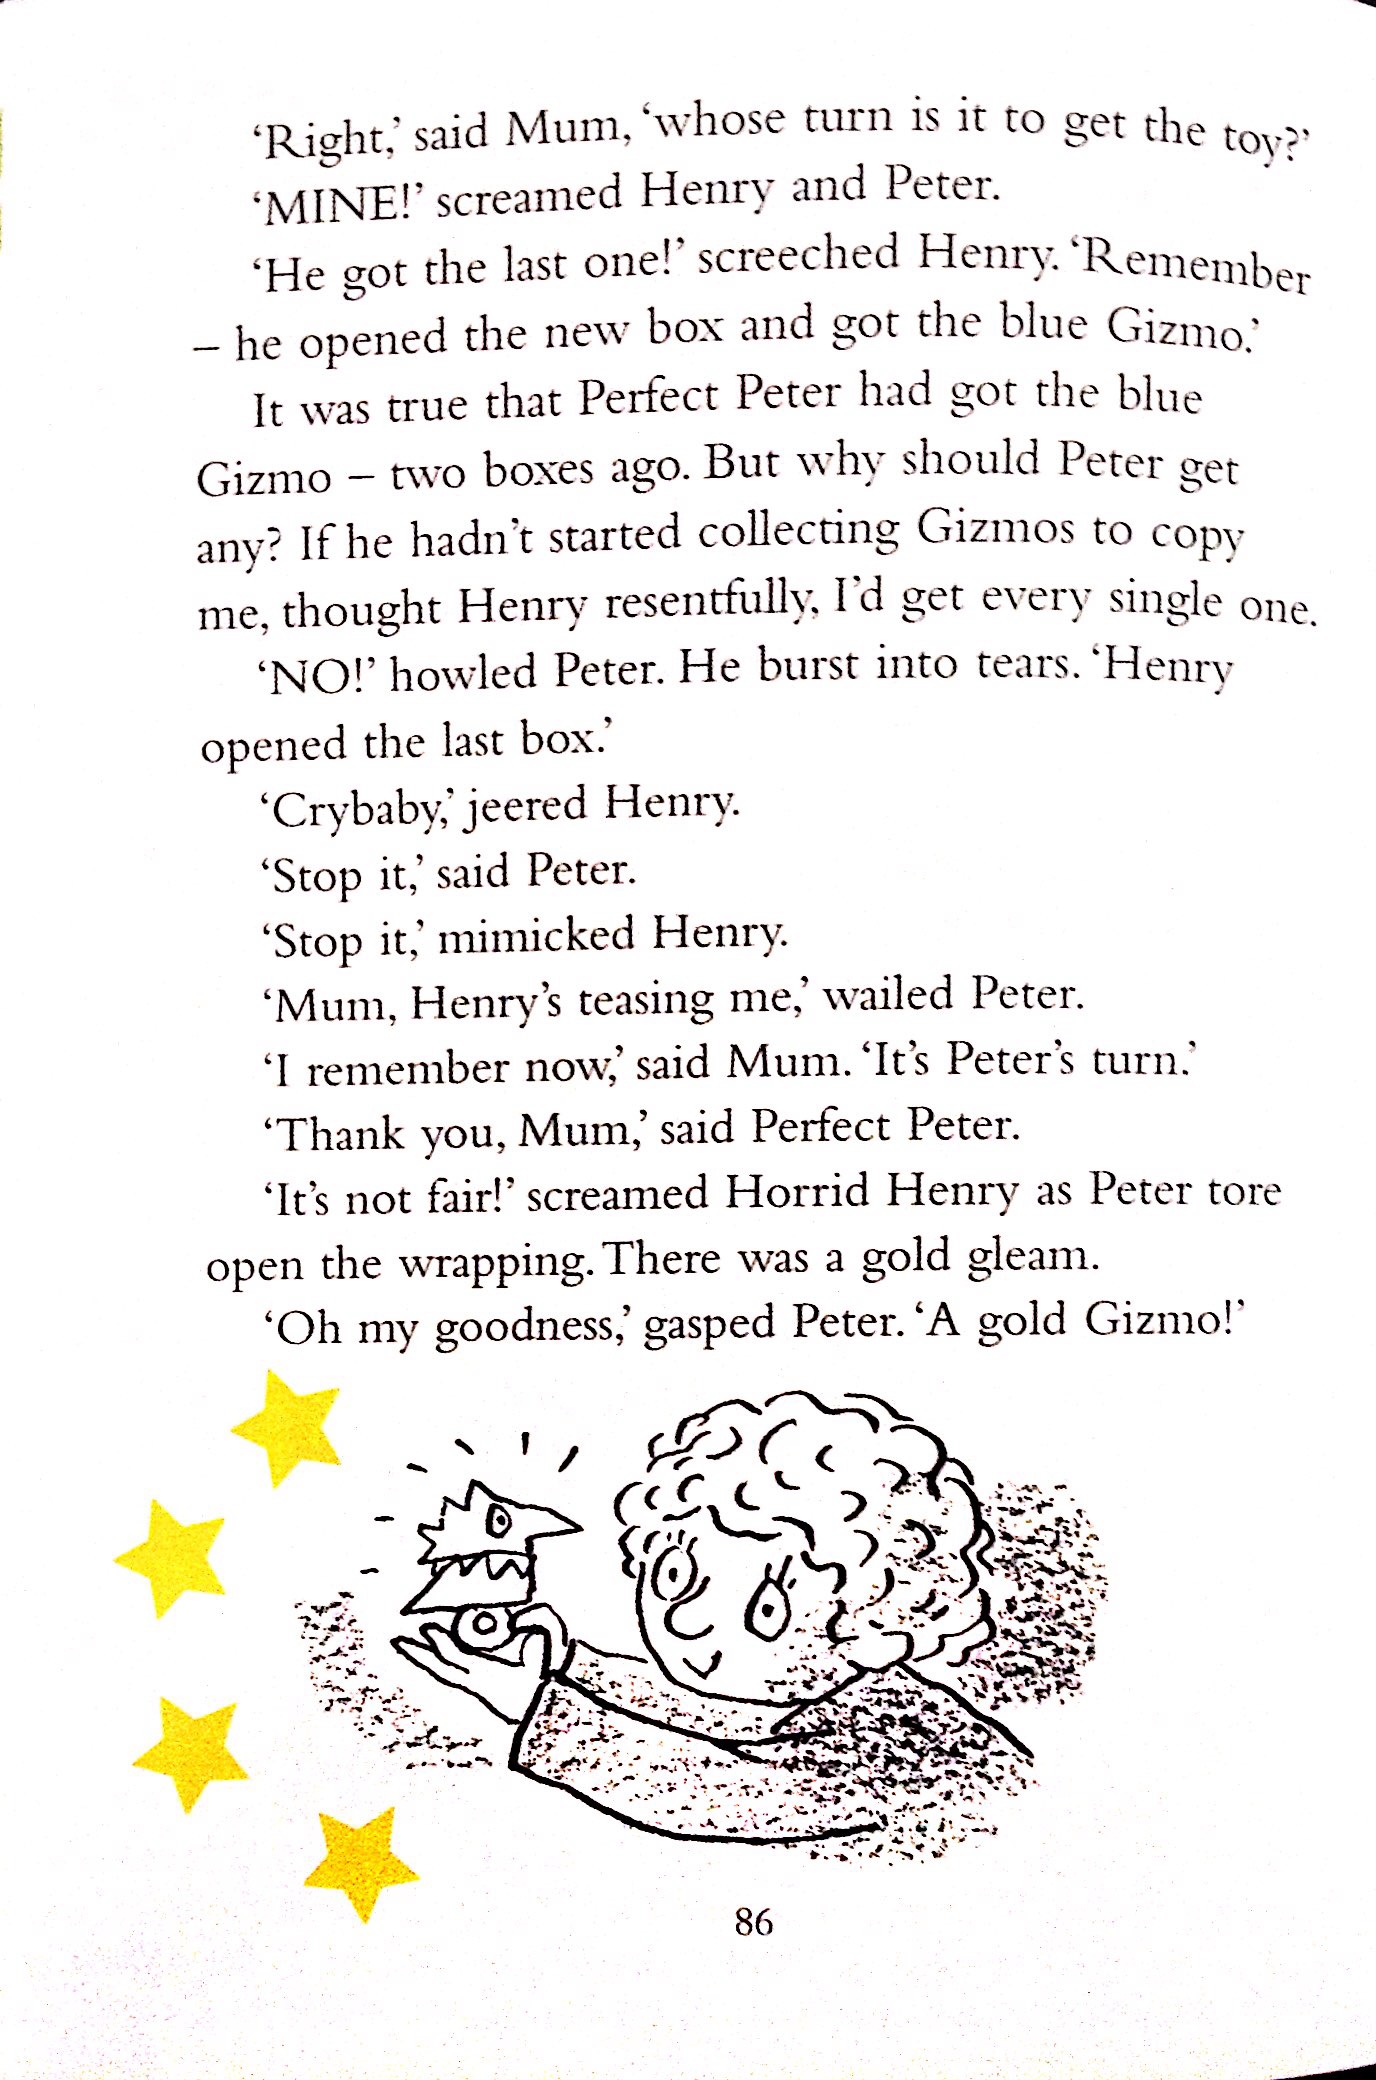 ‘Right,’ said Mum, ‘whose turn is it to get the toy?’
‘MINE!’ screamed Henry and Peter.
‘He got the last one!’ screeched Henry. ‘Remember
– he opened the new box and got the blue Gizmo.’
It was true that Perfect Peter had got the blue
Gizmo – two boxes ago. But why should Peter get
any? If he hadn’t started collecting Gizmos to copy
me, thought Henry resentfully, I’d get every single one.
‘NO!’ howled Peter. He burst into tears. ‘Henry
opened the last box.’
‘Crybaby,’ jeered Henry.
‘Stop it,’ said Peter.
‘Stop it,’ mimicked Henry.
‘Mum, Henry’s teasing me,’ wailed Peter.
‘I remember now,’ said Mum. ‘It’s Peter’s turn.’
‘Thank you, Mum,’ said Perfect Peter.
‘It’s not fair!’ screamed Horrid Henry as Peter tore
open the wrapping. There was a gold gleam.
‘Oh my goodness,’ gasped Peter. ‘A gold Gizmo!’
86